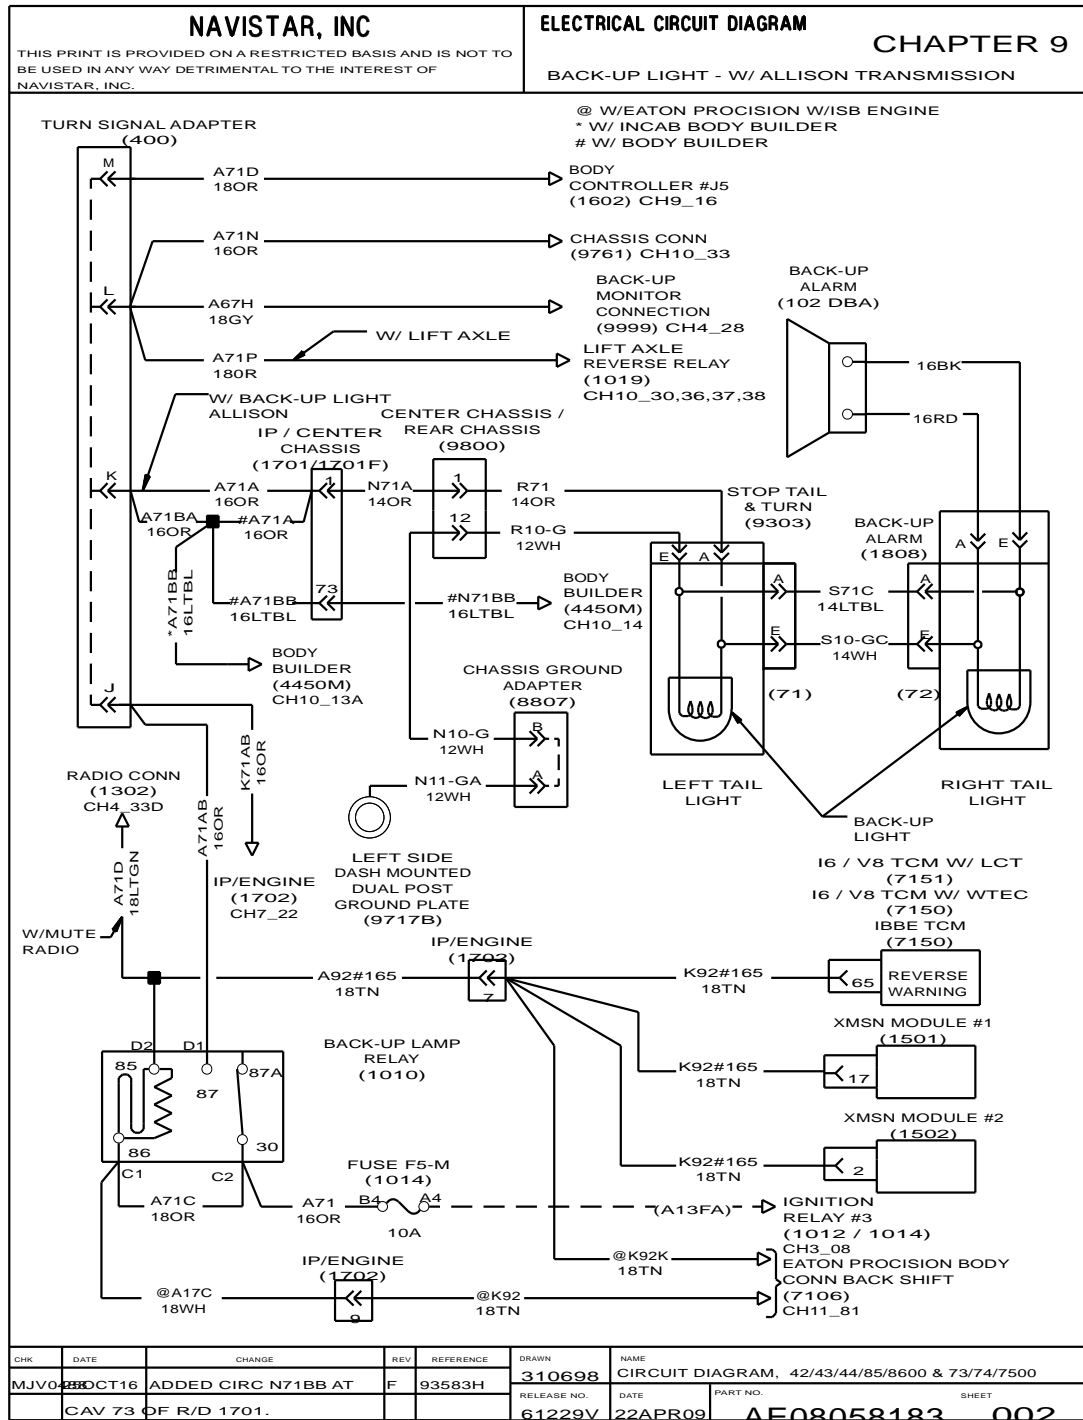 NAVISTAR, INC
THIS PRINT IS PROVIDED ON A RESTRICTED BASIS AND IS NOT TO
BE USED IN ANY WAY DETRIMENTAL TO THE INTEREST OF
NAVISTAR, INC.
ELECTRICAL CIRCUIT DIAGRAM
CHAPTER 9
BACK-UP LIGHT - W/ ALLISON TRANSMISSION
@ W/EATON PROCISION W/ISB ENGINE
* W/ INCAB BODY BUILDER
# W/ BODY BUILDER
TURN SIGNAL ADAPTER
(400)
M
A71D
18OR
BODY
CONTROLLER #J5
(1602) CH9_16
A71N
16OR
CHASSIS CONN
(9761) CH10_33
L
A67H
18GY
BACK-UP
MONITOR
CONNECTION
(9999) CH4_28
W/ LIFT AXLE
A71P
180R
LIFT AXLE
REVERSE RELAY
(1019)
CH10_30,36,37,38
BACK-UP
ALARM
(102 DBA)
16BK
16RD
W/ BACK-UP LIGHT
ALLISON
IP / CENTER
CHASSIS
(1701/1701F)
CENTER CHASSIS /
REAR CHASSIS
(9800)
K
A71A
16OR
1
N71A
14OR
1
R71
14OR
STOP TAIL
& TURN
(9303)
A71BA
16OR
#A71A
16OR
12
R10-G
12WH
BACK-UP
ALARM
(1808)
A
E
E
A
*A71BB
16LTBL
#A71BB
16LTBL
73
#N71BB
16LTBL
BODY
BUILDER
(4450M)
CH10_14
A
S71C
14LTBL
A
E
S10-GC
14WH
E
(71)
(72)
BODY
BUILDER
(4450M)
CH10_13A
CHASSIS GROUND
ADAPTER
(8807)
J
N10-G
12WH
B
N11-GA
12WH
A
K71AB
16OR
A71AB
16OR
LEFT TAIL
LIGHT
RIGHT TAIL
LIGHT
BACK-UP
LIGHT
RADIO CONN
(1302)
CH4_33D
A71D
18LTGN
IP/ENGINE
(1702)
CH7_22
LEFT SIDE
DASH MOUNTED
DUAL POST
GROUND PLATE
(9717B)
W/MUTE
RADIO
I6 / V8 TCM W/ LCT
(7151)
I6 / V8 TCM W/ WTEC
(7150)
IBBE TCM
(7150)
IP/ENGINE
(1702)
A92#165
18TN
7
K92#165
18TN
65
REVERSE
WARNING
XMSN MODULE #1
(1501)
K92#165
18TN
17
XMSN MODULE #2
(1502)
K92#165
18TN
2
D2
D1
85
87
87A
86
30
C1
C2
BACK-UP LAMP
RELAY
(1010)
A71C
18OR
A71
16OR
FUSE F5-M
(1014)
B4
A4
10A
(A13FA)
IGNITION
RELAY #3
(1012 / 1014)
CH3_08
@K92K
18TN
EATON PROCISION BODY
CONN BACK SHIFT
(7106)
CH11_81
IP/ENGINE
(1702)
@A17C
18WH
9
@K92
18TN
CHK
DATE
CHANGE
REV
REFERENCE
DRAWN
NAME
OCT16
ADDED CIRC N71BB AT
F
93583H
310698
CIRCUIT DIAGRAM, 42/43/44/85/8600 & 73/74/7500
CAV 73 OF R/D 1701.
RELEASE NO.
61229V
DATE
22APR09
PART NO.
AE08058183
SHEET
002